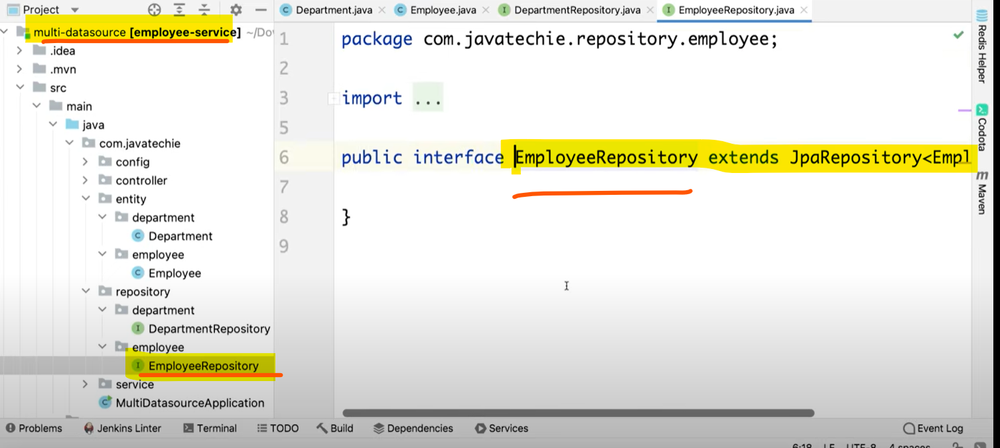 Project
Department.java
Employee.java
DepartmentRepository.java
EmployeeRepository.java
multi-datasource [employee-service] ~/Do
.idea
.mvn
src
main
java
com.javatechie
config
controller
entity
department
Department
employee
Employee
repository
department
DepartmentRepository
employee
EmployeeRepository
service
MultiDatasourceApplication
1 package com.javatechie.repository.employee;
2
3 import ...
5
6 public interface EmployeeRepository extends JpaRepository<Empl
7
8 }
9
Redis Helper
Codota
Maven
Problems
Jenkins Linter
Terminal
TODO
Build
Dependencies
Services
Event Log
6:18 LF UTF-8 4 spaces